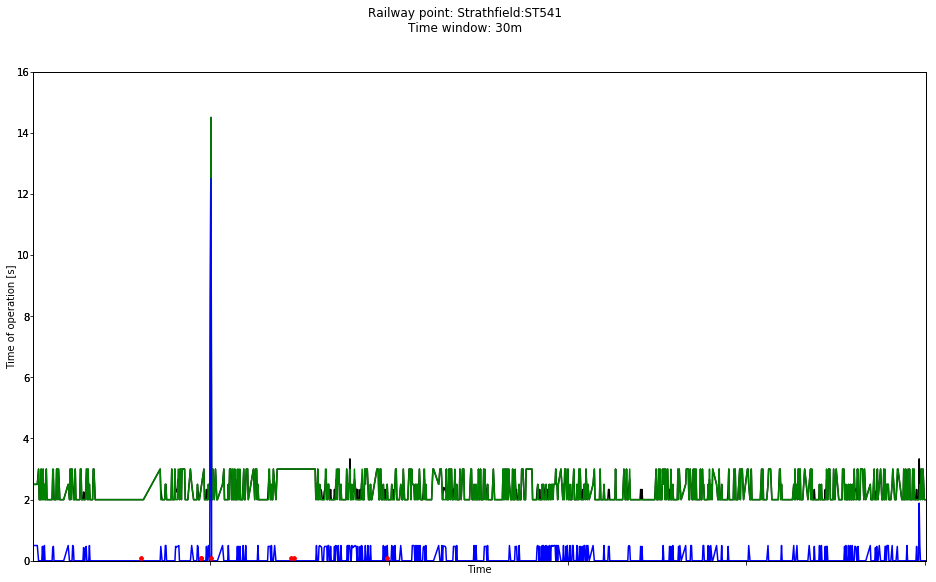 Railway point: Strathfield:ST541
Time window: 30m
16
14
12
10
8
6
4
2
0
Time of operation [s]
Time